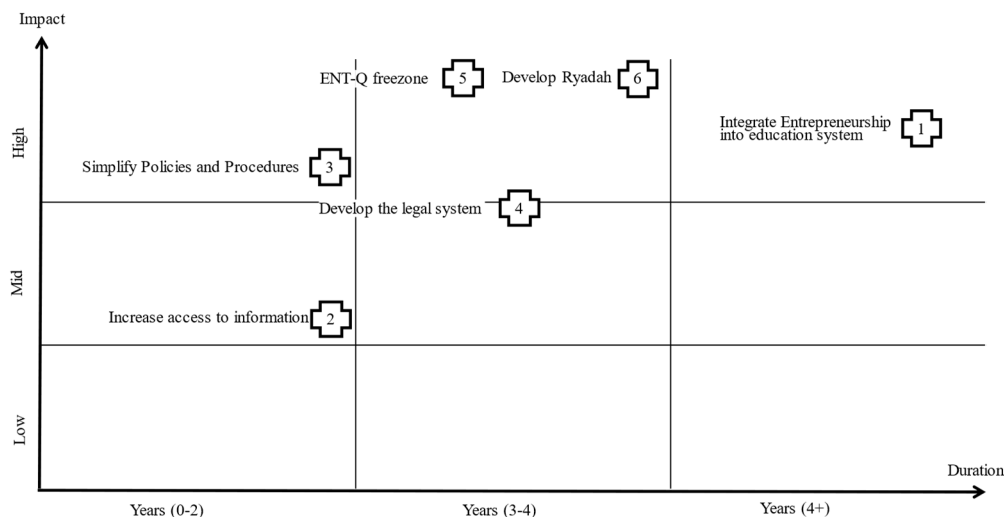 Impact
ENT-Q freezone
5
Develop Ryadah
6
Integrate Entrepreneurship
into education system
1
High
Simplify Policies and Procedures
3
Develop the legal system
4
Mid
Increase access to information
2
Low
Duration
Years (0-2)
Years (3-4)
Years (4+)